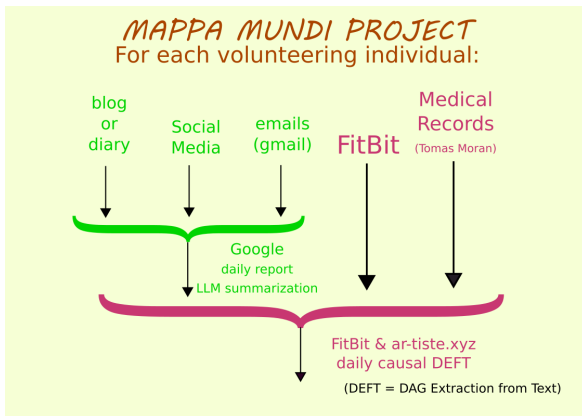 MAPPA MUNDI PROJECT
For each volunteering individual:
blog
or
diary
Social
Media
emails
(gmail)
FitBit
Medical
Records
(Tomas Moran)
Google
daily report
LLM summarization
FitBit & ar-tiste.xyz
daily causal DEFT
(DEFT = DAG Extraction from Text)